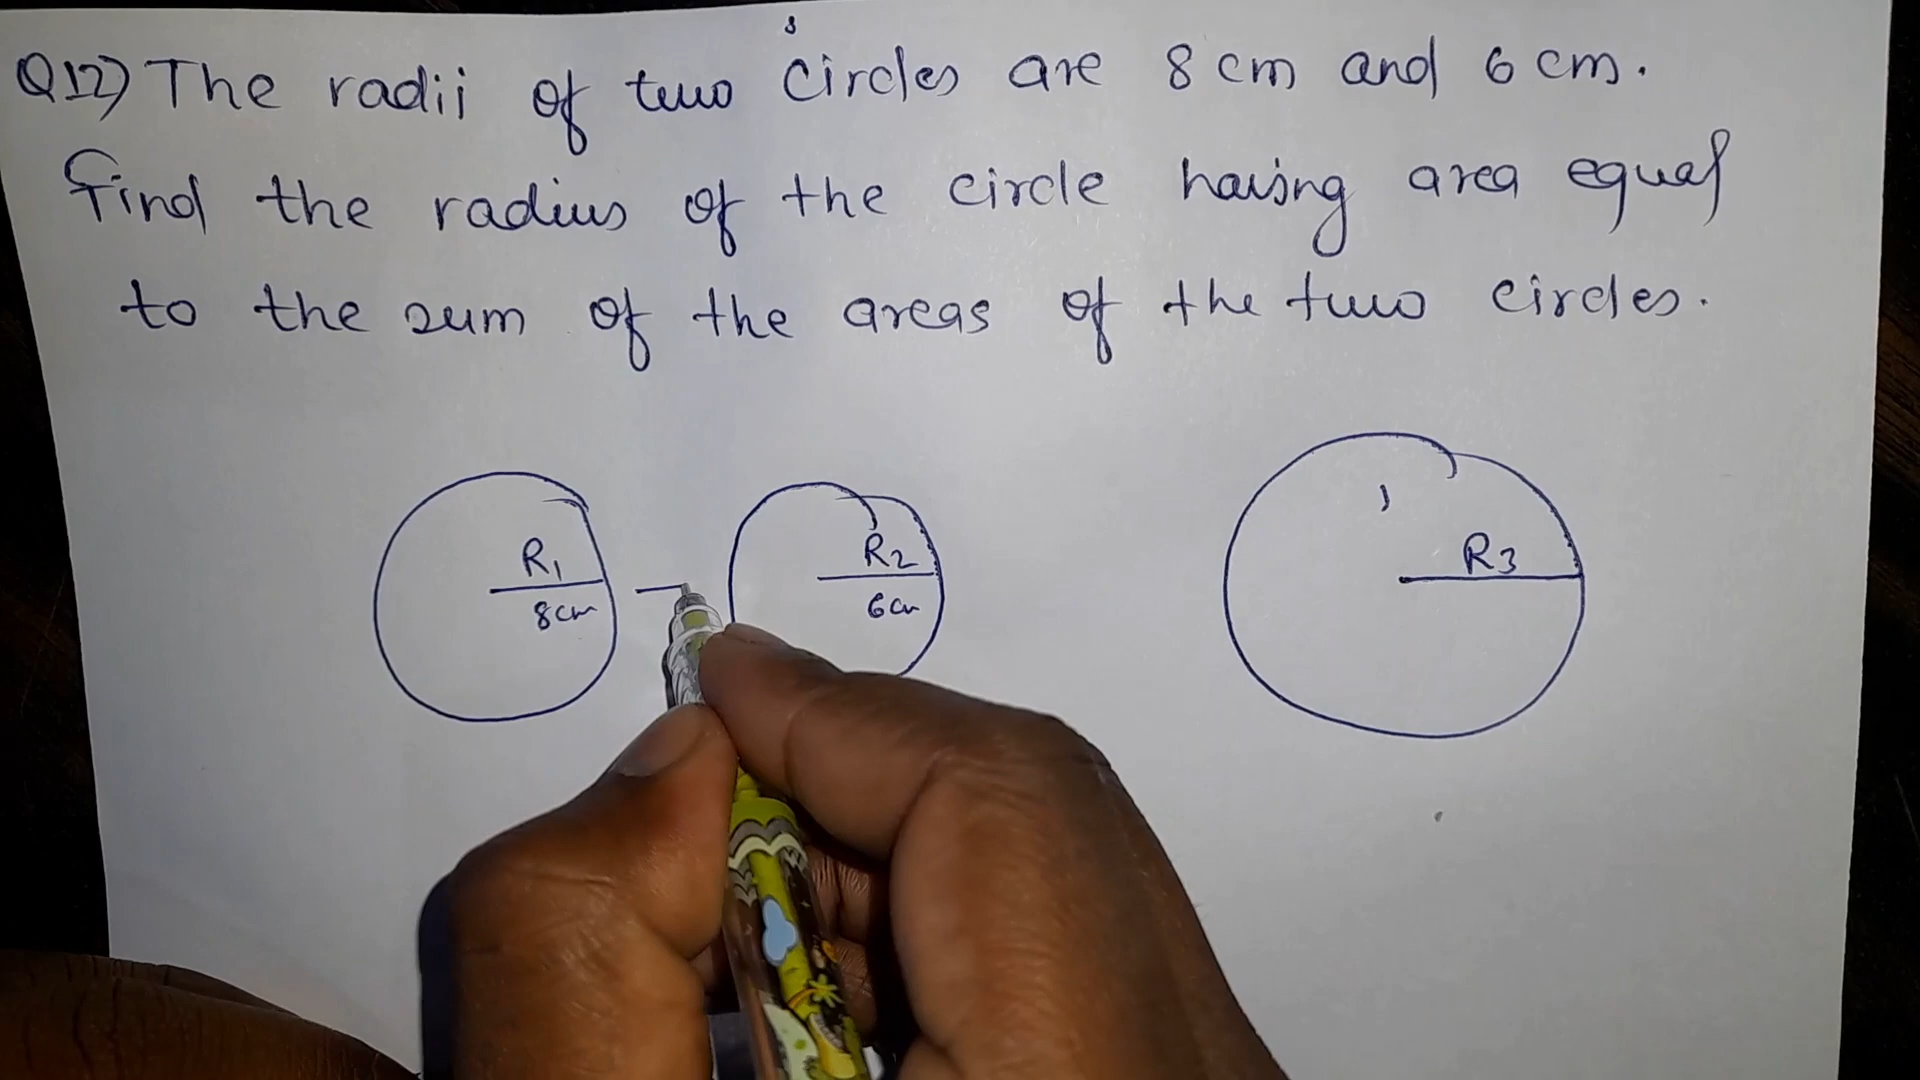 Q12) The radii of two circles are 8 cm and 6 cm.
Find the radius of the circle having area equal
to the sum of the areas of the two circles.
R1
8cm
R2
6cm
R3